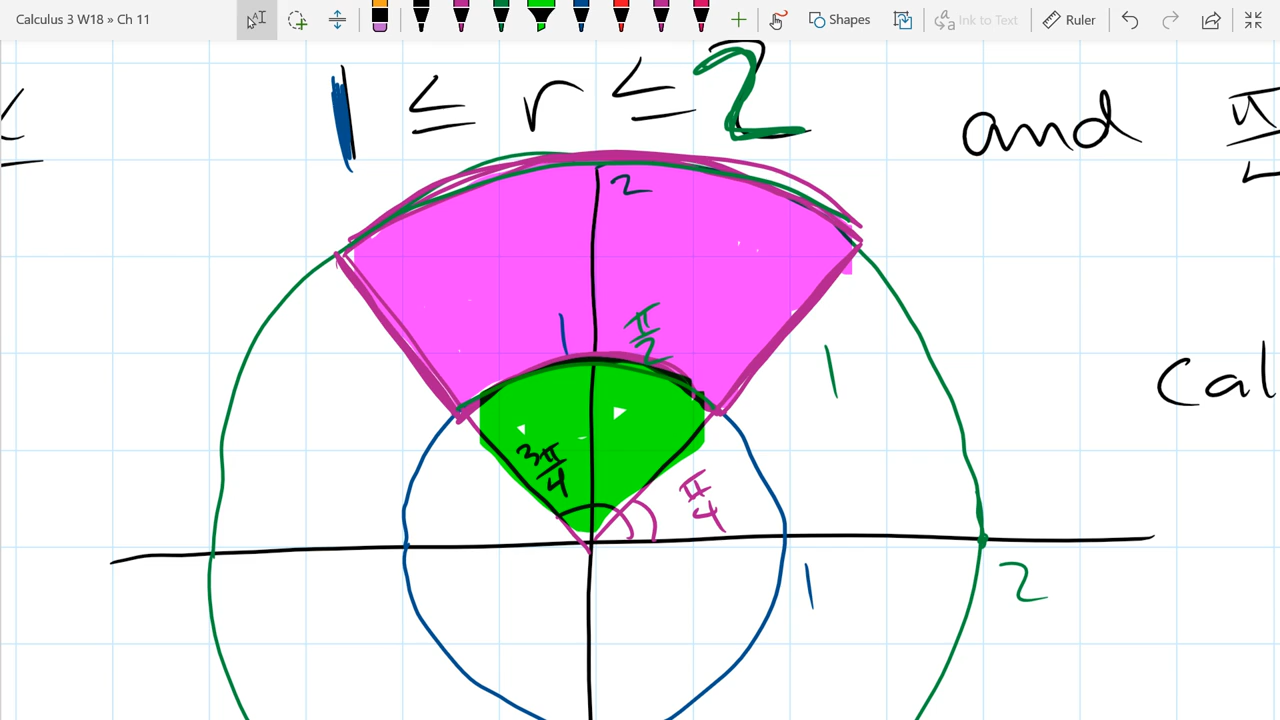 Calculus 3 W18 » Ch 11
Ink to Text
Shapes
Ruler
≤ 1 ≤ r ≤ 2 and π
2
1 π/2
1
cal
3π/4 π/4
1 2